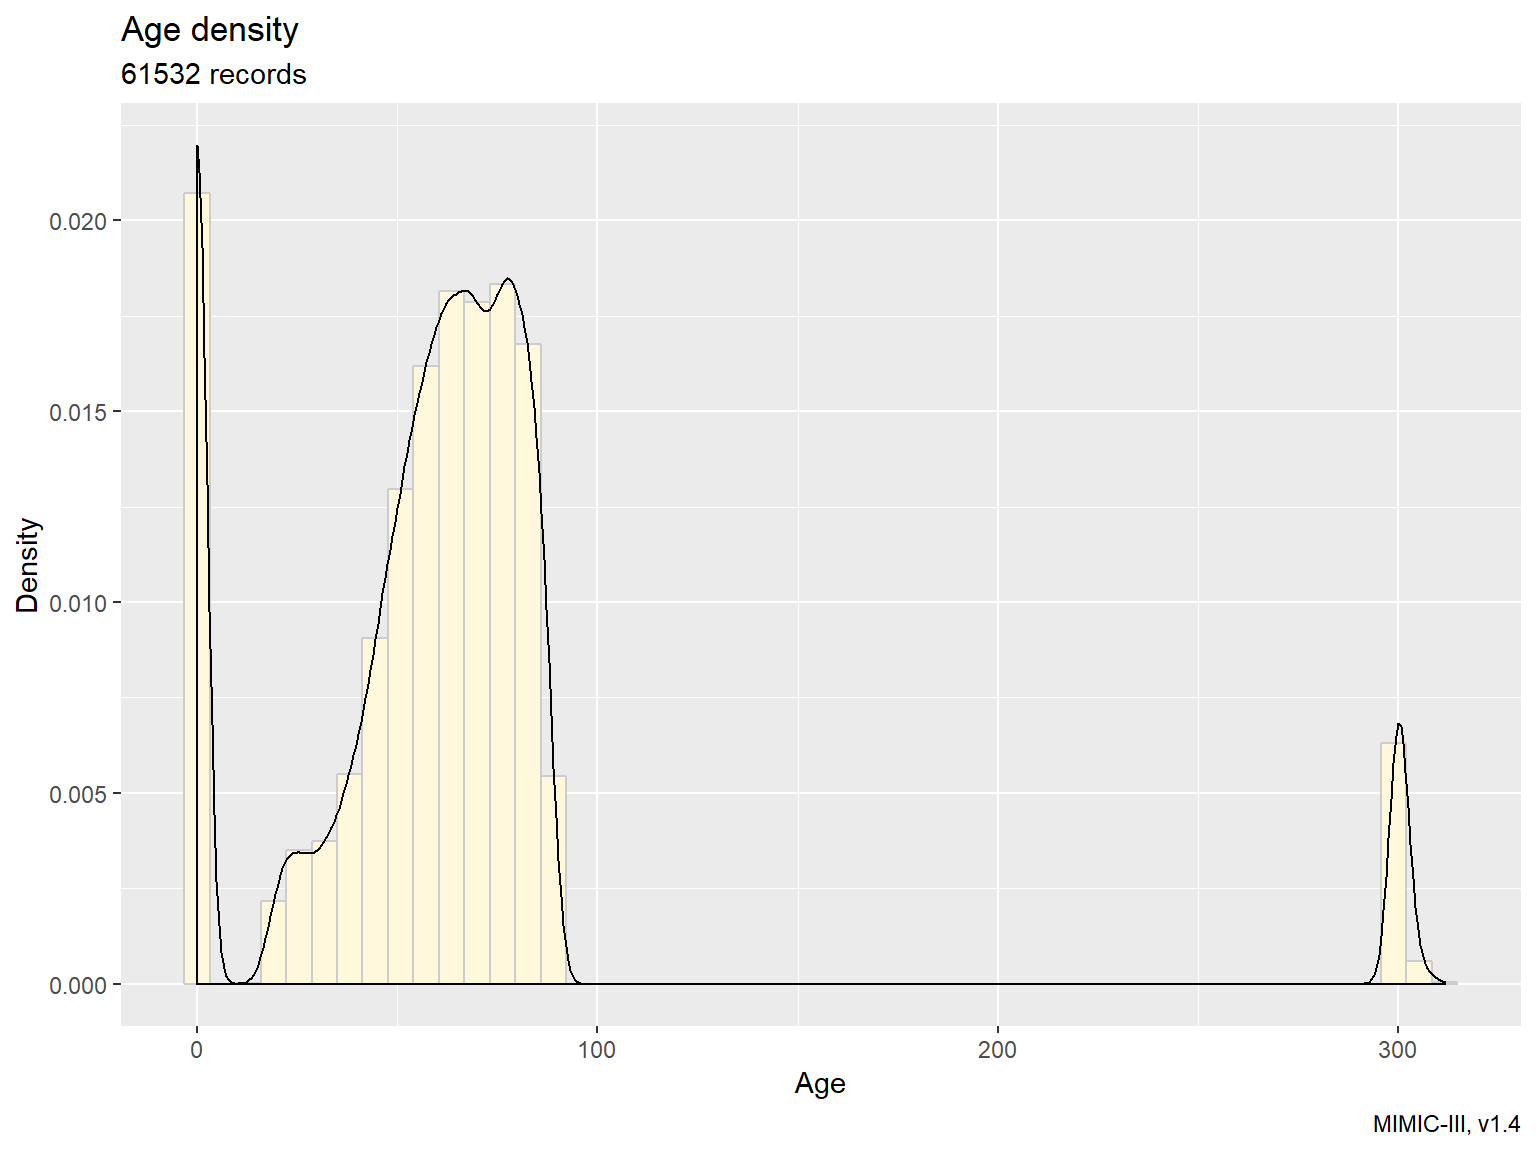 Age density
61532 records
Density
0.020
0.015
0.010
0.005
0.000
0 100 200 300
Age
MIMIC-III, v1.4